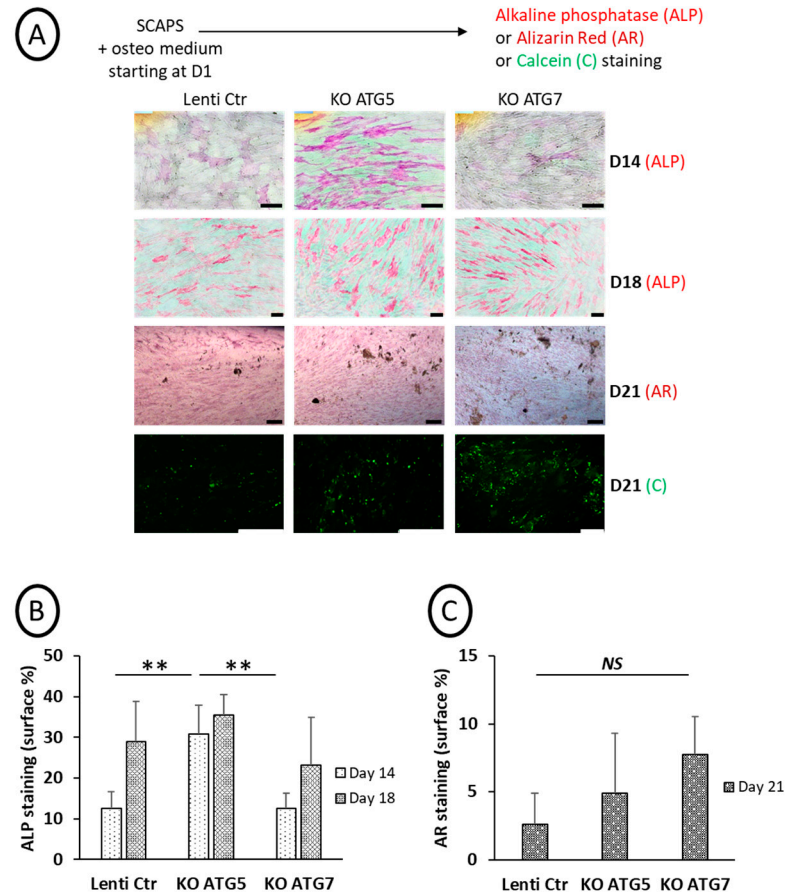 A
SCAPS
+ osteo medium
starting at D1
Alkaline phosphatase (ALP)
or Alizarin Red (AR)
or Calcein (C) staining
Lenti Ctr KO ATG5 KO ATG7
D14 (ALP)
D18 (ALP)
D21 (AR)
D21 (C)
B
ALP staining (surface %)
50
40
30
20
10
0
** **
Day 14
Day 18
Lenti Ctr KO ATG5 KO ATG7
C
AR staining (surface %)
15
10
5
0
NS
Day 21
Lenti Ctr KO ATG5 KO ATG7